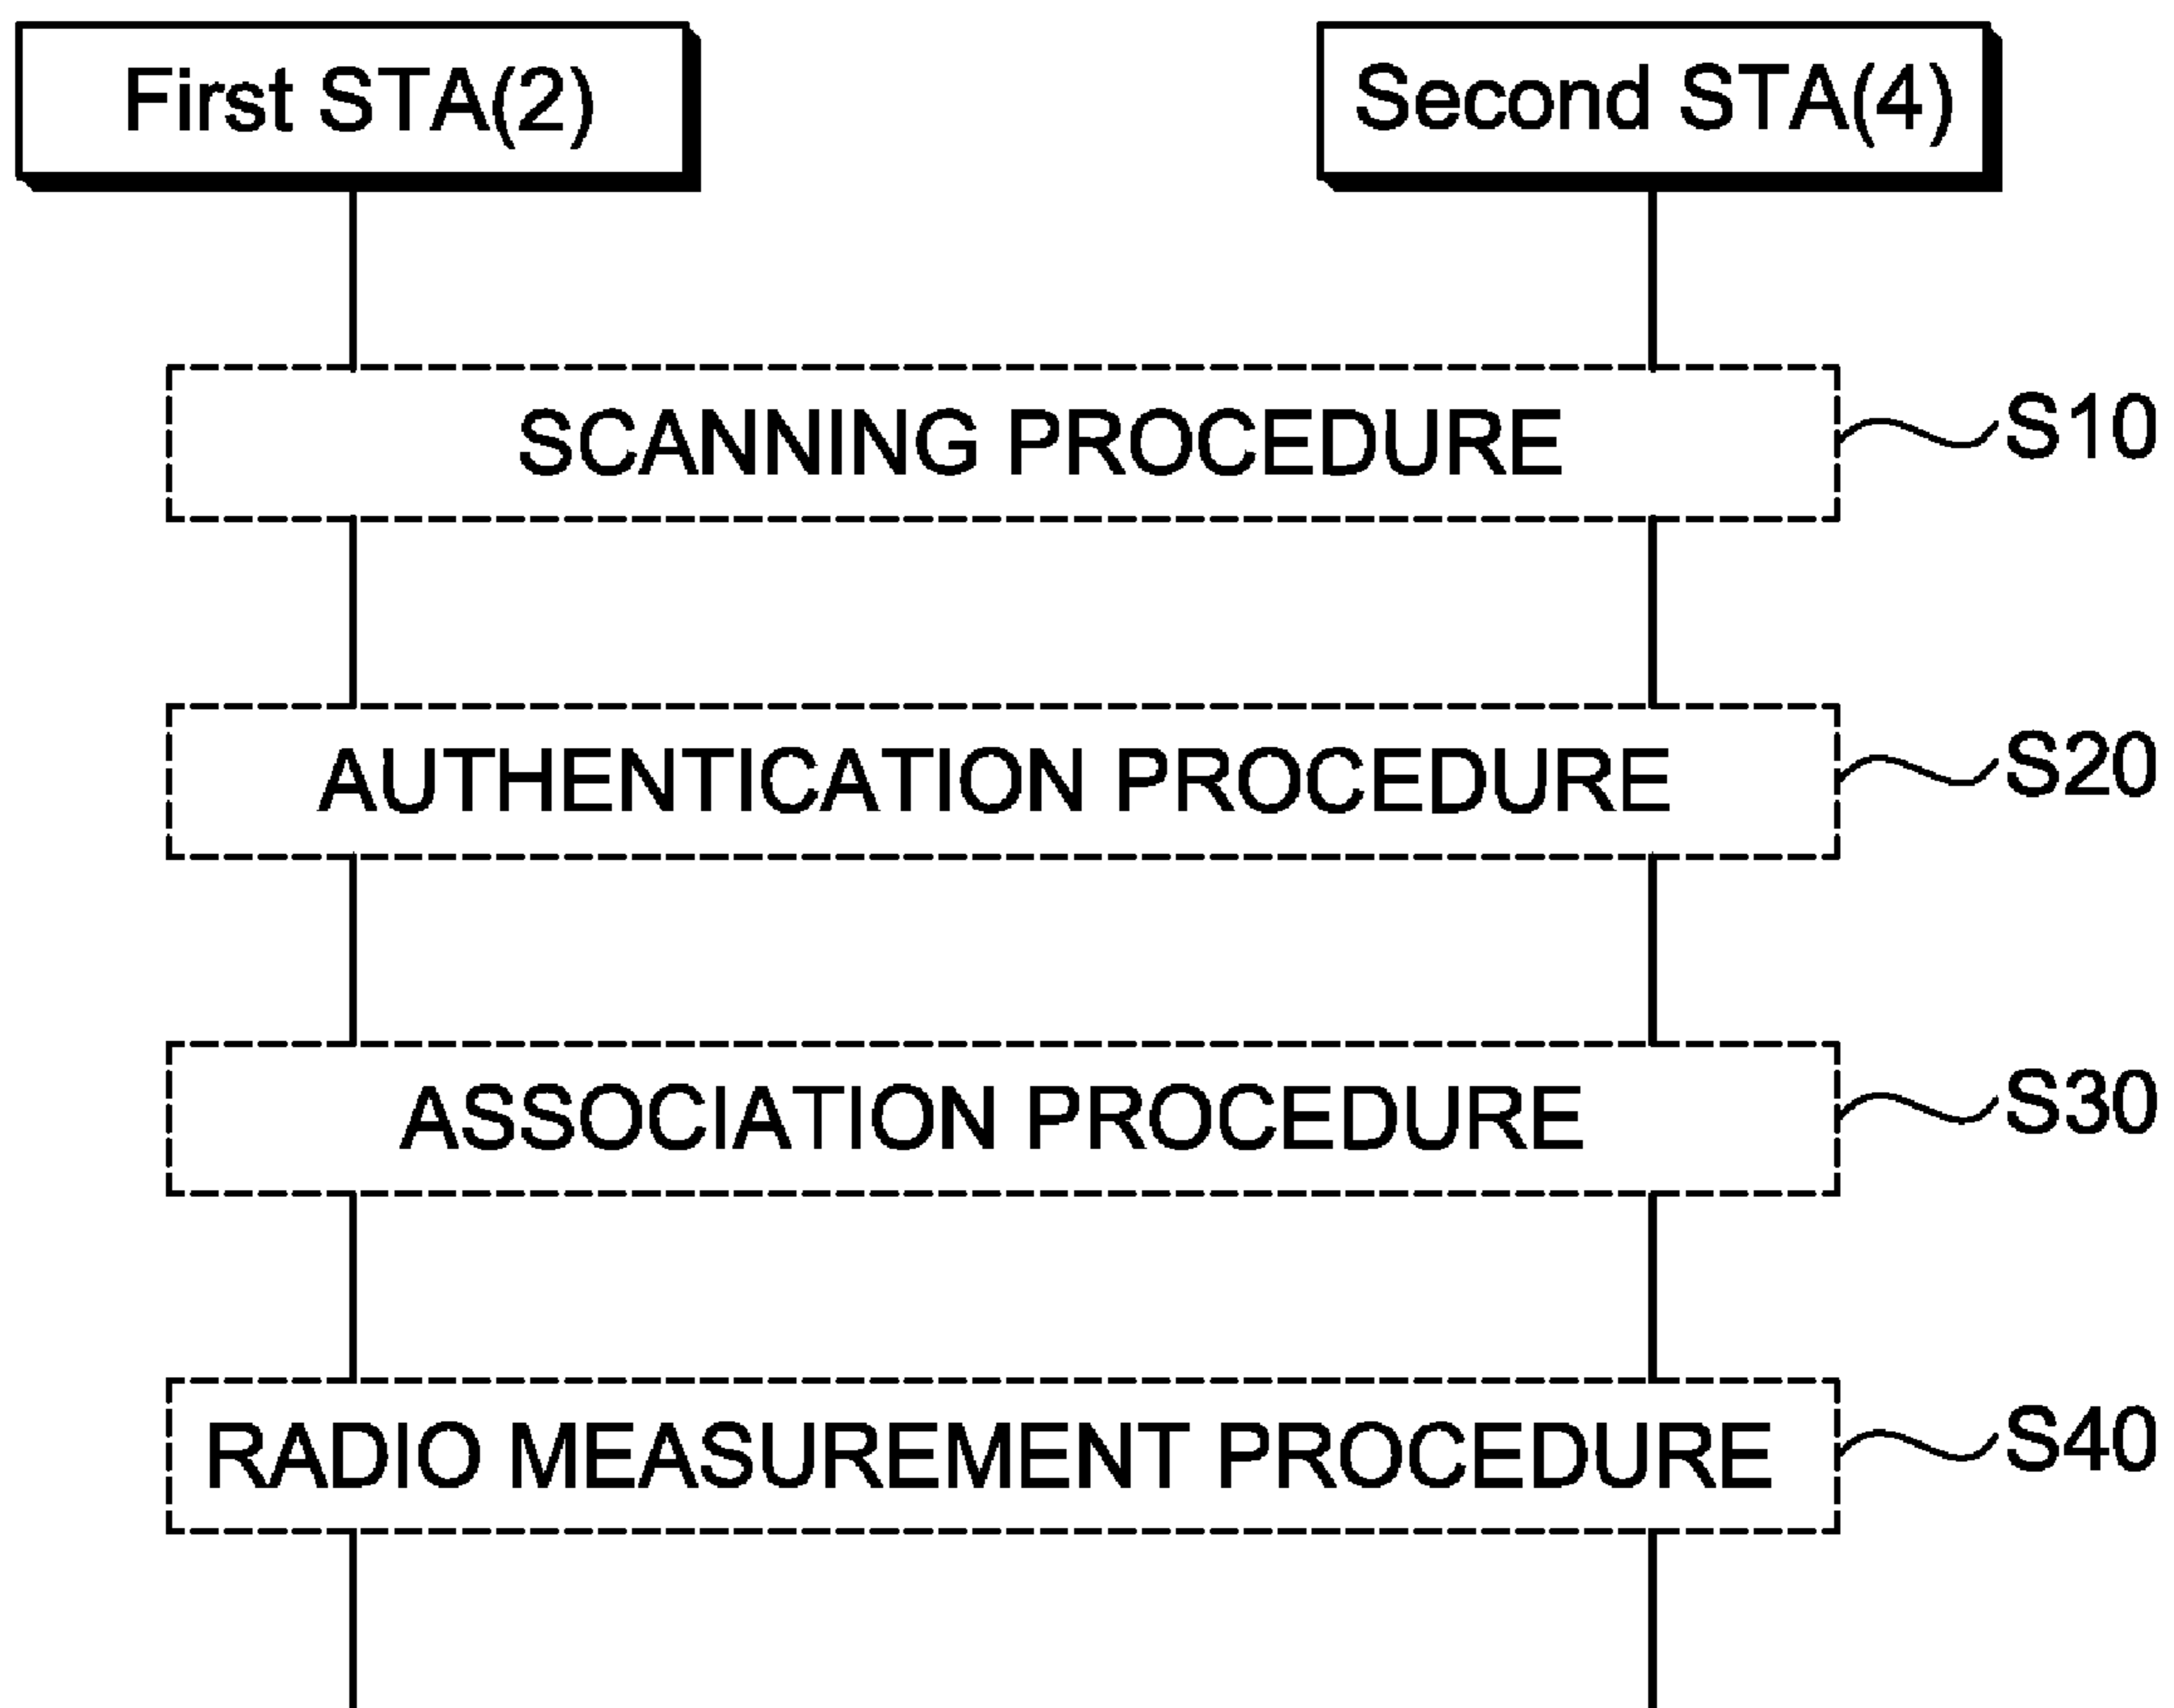 First STA(2)
Second STA(4)
SCANNING PROCEDURE
S10
AUTHENTICATION PROCEDURE
S20
ASSOCIATION PROCEDURE
S30
RADIO MEASUREMENT PROCEDURE
S40